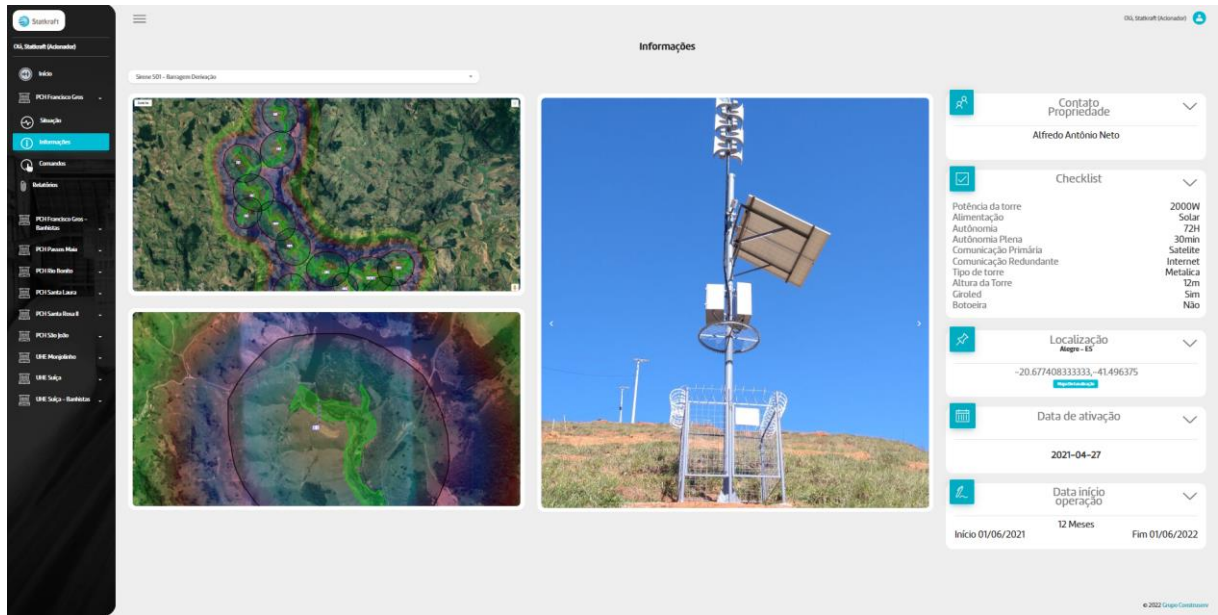 Statkraft
Olá, Statkraft (Acionador)
Olá, Statkraft (Acionador)
Início
PCH Francisco Gros
Situação
Informações
Comandos
Relatórios
PCH Francisco Gros -
Banhistas
PCH Passos Maia
PCH Rio Bonito
PCH Santa Laura
PCH Santa Rosa II
PCH São João
UHE Monjolinho
UHE Suíça
UHE Suíça - Banhistas
Informações
Sirene S01 - Barragem Derivação
Contato
Propriedade
Alfredo Antônio Neto
Checklist
Potência da torre 2000W
Alimentação Solar
Autônomia 72H
Autônomia Plena 30min
Comunicação Primária Satelite
Comunicação Redundante Internet
Tipo de torre Metalica
Altura da Torre 12m
Giroled Sim
Botoeira Não
Localização
Alegre - ES
-20.677408333333,-41.496375
Data de ativação
2021-04-27
Data início
operação
12 Meses
Início 01/06/2021 Fim 01/06/2022
© 2022 Grupo Construserv